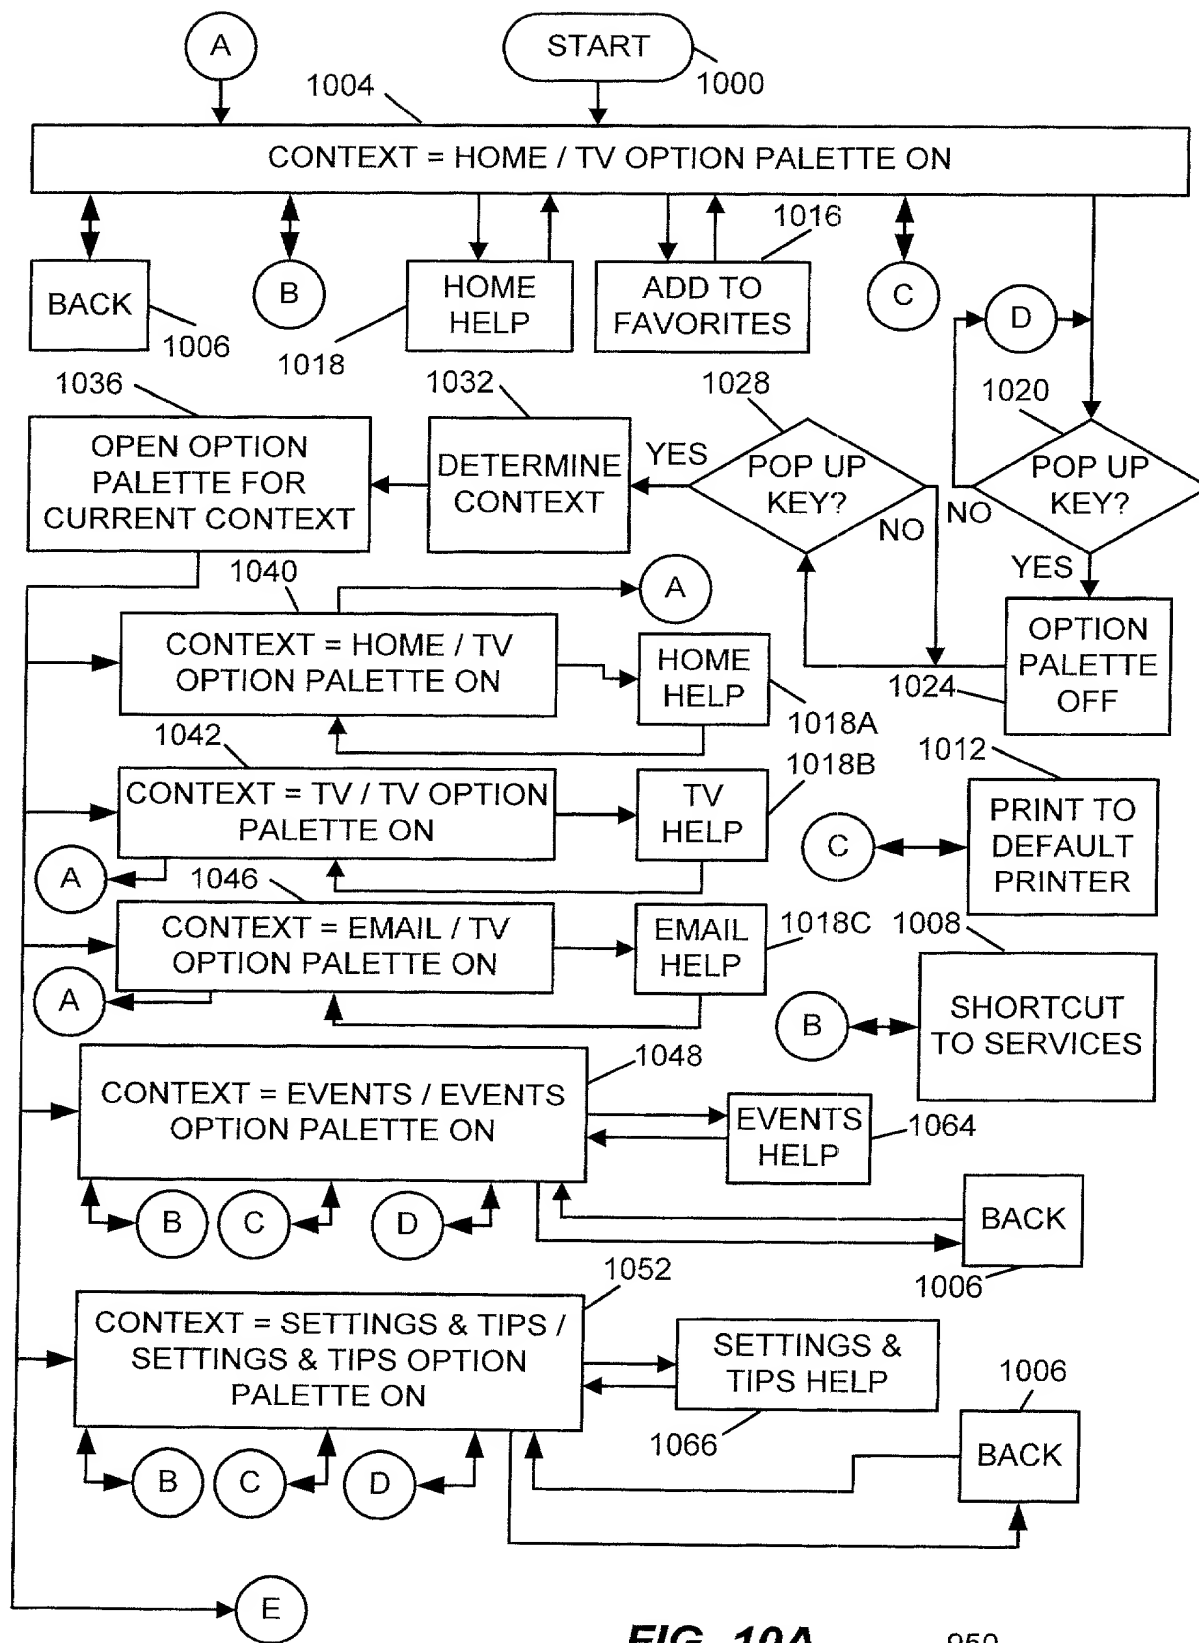 A
START
1000
1004
CONTEXT = HOME / TV OPTION PALETTE ON
1016
BACK
1006
B
HOME
HELP
1018
ADD TO
FAVORITES
C
D
1036
1032
1028
1020
OPEN OPTION
PALETTE FOR
CURRENT CONTEXT
DETERMINE
CONTEXT
YES
POP UP
KEY?
NO
POP UP
KEY?
NO
YES
1040
A
CONTEXT = HOME / TV
OPTION PALETTE ON
HOME
HELP
1018A
1024
OPTION
PALETTE
OFF
1042
CONTEXT = TV / TV OPTION
PALETTE ON
TV
HELP
1018B
1012
C
PRINT TO
DEFAULT
PRINTER
A
1046
CONTEXT = EMAIL / TV
OPTION PALETTE ON
EMAIL
HELP
1018C
1008
A
B
SHORTCUT
TO SERVICES
1048
CONTEXT = EVENTS / EVENTS
OPTION PALETTE ON
EVENTS
HELP
1064
B
C
D
BACK
1006
1052
CONTEXT = SETTINGS & TIPS /
SETTINGS & TIPS OPTION
PALETTE ON
SETTINGS &
TIPS HELP
1066
1006
BACK
B
C
D
E
FIG. 10A
950